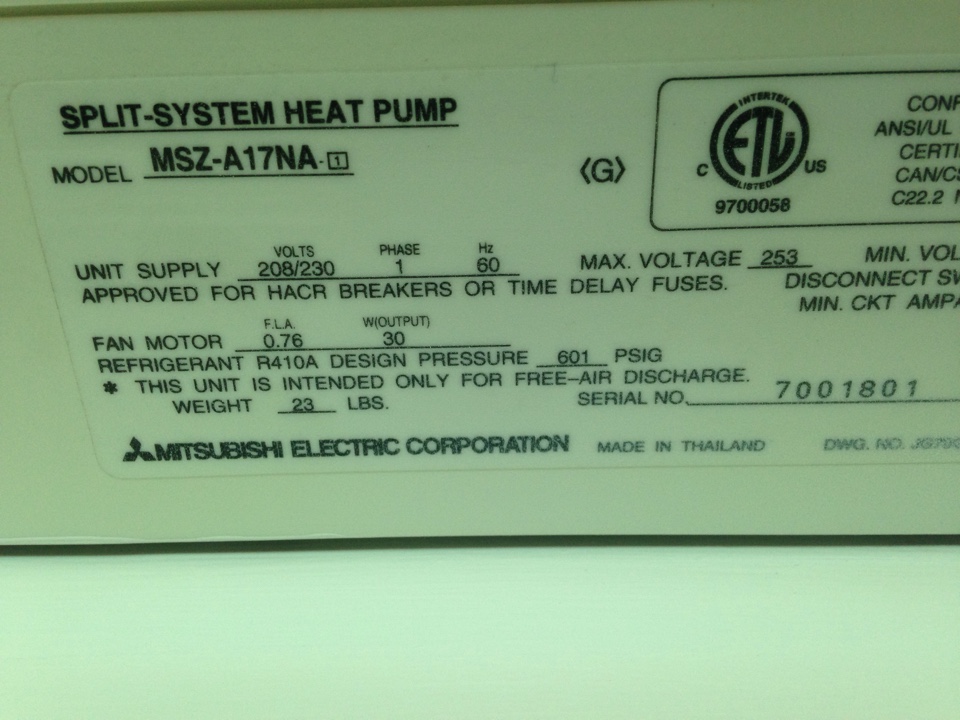 SPLIT-SYSTEM HEAT PUMP
MODEL MSZ-A17NA-1
〈G〉
INTERTEK
ETL
LISTED
C US
9700058
CONF
ANSI/UL
CERTI
CAN/CS
C22.2
VOLTS PHASE Hz
UNIT SUPPLY 208/230 1 60
MAX. VOLTAGE 253
MIN. VOL
APPROVED FOR HACR BREAKERS OR TIME DELAY FUSES.
DISCONNECT SW
MIN. CKT AMPA
F.L.A. W(OUTPUT)
FAN MOTOR 0.76 30
REFRIGERANT R410A DESIGN PRESSURE 601 PSIG
* THIS UNIT IS INTENDED ONLY FOR FREE-AIR DISCHARGE.
WEIGHT 23 LBS.
SERIAL NO. 7001801
MITSUBISHI ELECTRIC CORPORATION
MADE IN THAILAND
DWG. NO.